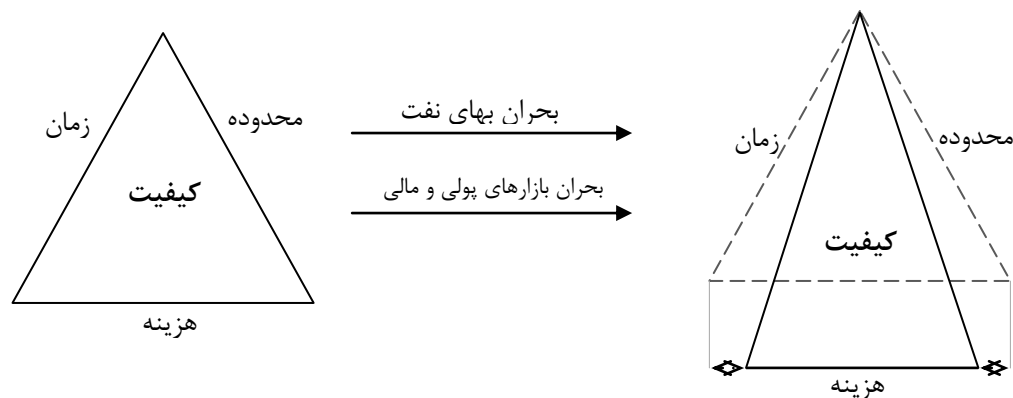 زمان
محدوده
کیفیت
هزینه
بحران بهای نفت
بحران بازارهای پولی و مالی
زمان
محدوده
کیفیت
هزینه